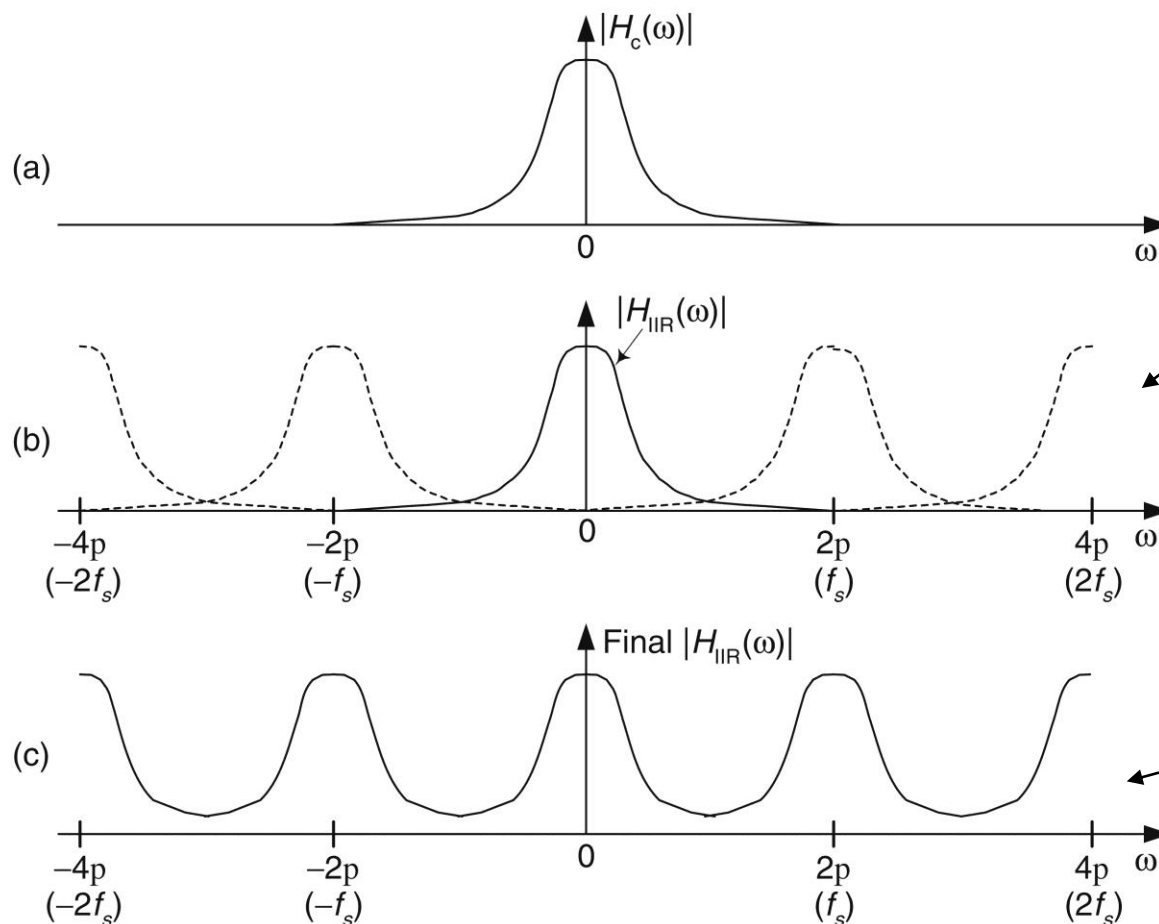 |H_c(ω)|
(a)
0
ω
|H_IIR(ω)|
(b)
−4p −2p 0 2p 4p ω
(−2f_s) (−f_s) (f_s) (2f_s)
Final |H_IIR(ω)|
(c)
−4p −2p 0 2p 4p ω
(−2f_s) (−f_s) (f_s) (2f_s)